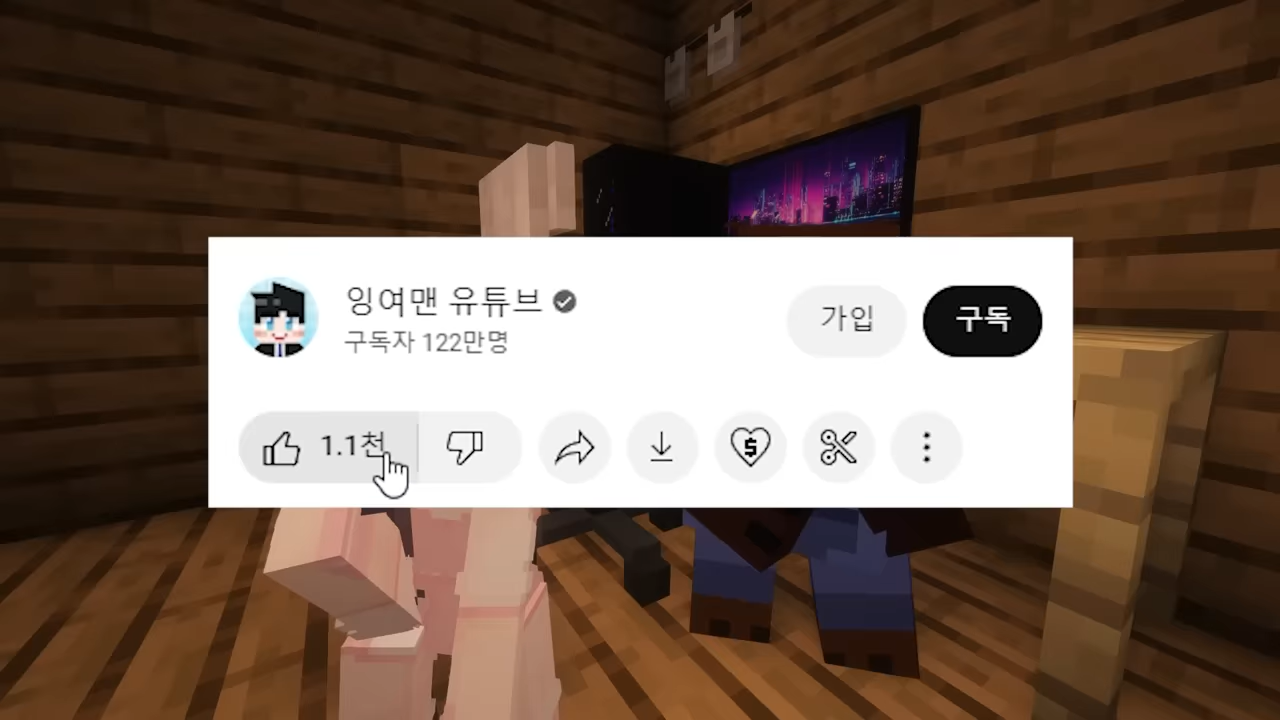 잉여맨 유튜브
구독자 122만명
가입
구독
1.1천